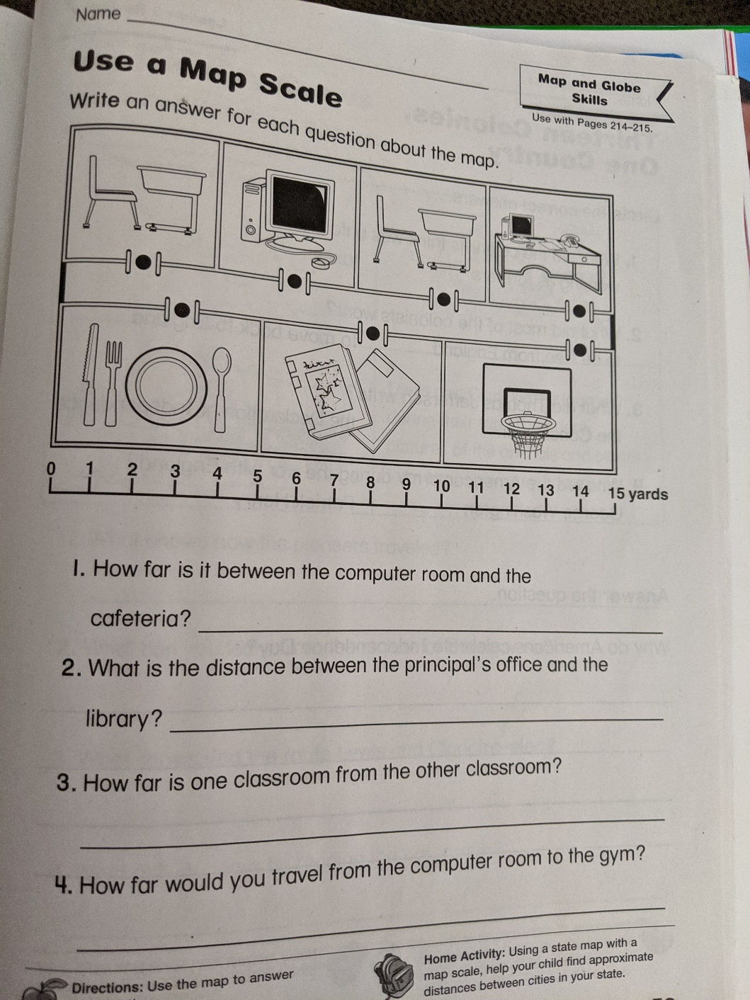 Name
Use a Map Scale
Map and Globe
Skills
Use with Pages 214–215.
Write an answer for each question about the map.
0 1 2 3 4 5 6 7 8 9 10 11 12 13 14 15 yards
1. How far is it between the computer room and the
cafeteria?
2. What is the distance between the principal's office and the
library?
3. How far is one classroom from the other classroom?
4. How far would you travel from the computer room to the gym?
Directions: Use the map to answer
Home Activity: Using a state map with a
map scale, help your child find approximate
distances between cities in your state.